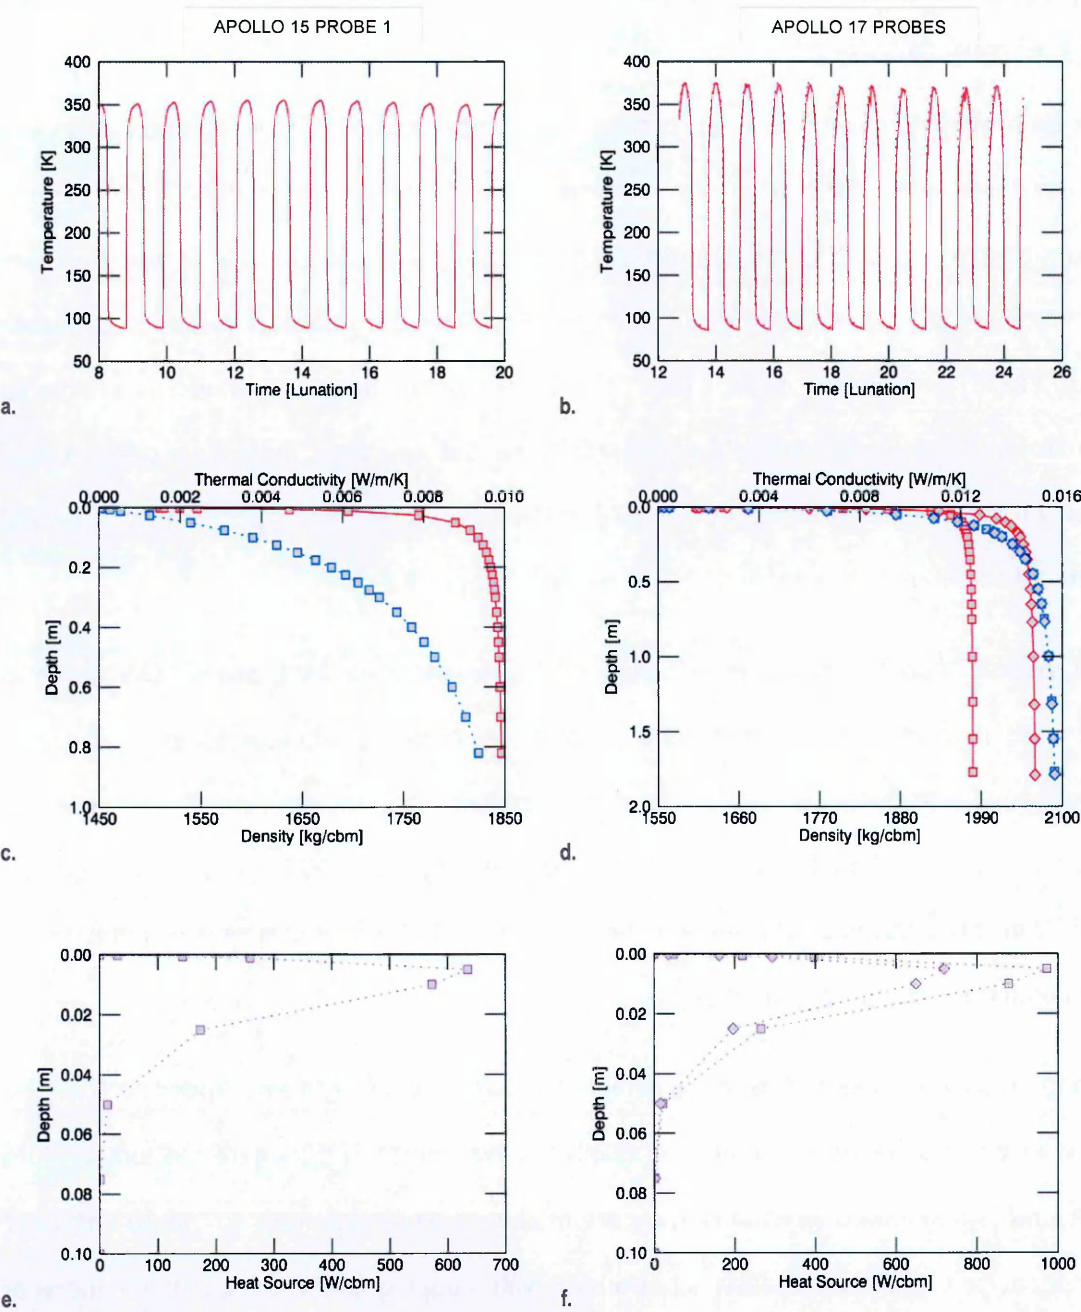 APOLLO 15 PROBE 1
APOLLO 17 PROBES
400
350
300
250
200
150
100
50
Temperature [K]
8 10 12 14 16 18 20
Time [Lunation]
a.
400
350
300
250
200
150
100
50
Temperature [K]
12 14 16 18 20 22 24 26
Time [Lunation]
b.
Thermal Conductivity [W/m/K]
0.000 0.002 0.004 0.006 0.008 0.010
0.0
0.2
0.4
0.6
0.8
1.0
Depth [m]
1450 1550 1650 1750 1850
Density [kg/cbm]
c.
Thermal Conductivity [W/m/K]
0.000 0.004 0.008 0.012 0.016
0.0
0.5
1.0
1.5
2.0
Depth [m]
1550 1660 1770 1880 1990 2100
Density [kg/cbm]
d.
0.00
0.02
0.04
0.06
0.08
0.10
Depth [m]
0 100 200 300 400 500 600 700
Heat Source [W/cbm]
e.
0.00
0.02
0.04
0.06
0.08
0.10
Depth [m]
0 200 400 600 800 1000
Heat Source [W/cbm]
f.